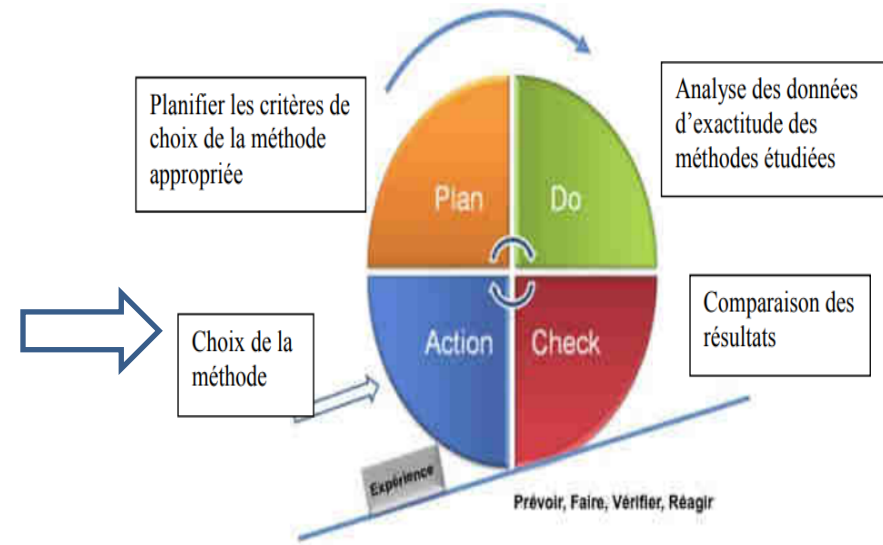 Planifier les critères de
choix de la méthode
appropriée
Analyse des données
d’exactitude des
méthodes étudiées
Plan
Do
Choix de la
méthode
Action
Check
Comparaison des
résultats
Expérience
Prévoir, Faire, Vérifier, Réagir